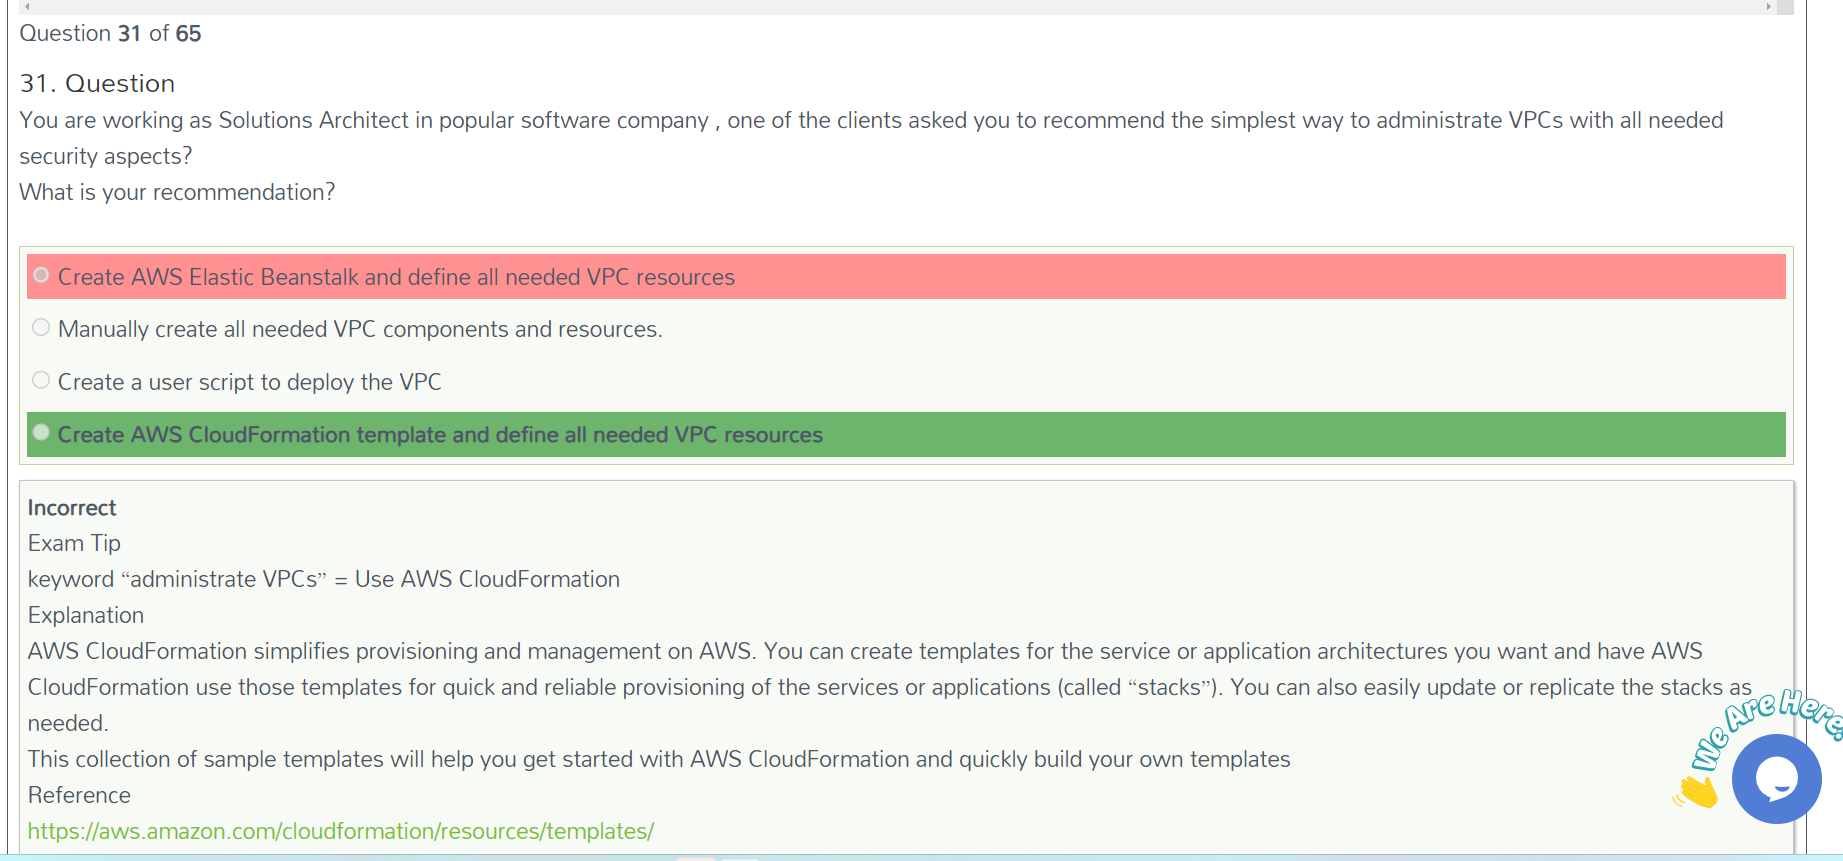 Question 31 of 65
31. Question
You are working as Solutions Architect in popular software company , one of the clients asked you to recommend the simplest way to administrate VPCs with all needed
security aspects?
What is your recommendation?
Create AWS Elastic Beanstalk and define all needed VPC resources
Manually create all needed VPC components and resources.
Create a user script to deploy the VPC
Create AWS CloudFormation template and define all needed VPC resources
Incorrect
Exam Tip
keyword “administrate VPCs” = Use AWS CloudFormation
Explanation
AWS CloudFormation simplifies provisioning and management on AWS. You can create templates for the service or application architectures you want and have AWS
CloudFormation use those templates for quick and reliable provisioning of the services or applications (called “stacks”). You can also easily update or replicate the stacks as
needed.
This collection of sample templates will help you get started with AWS CloudFormation and quickly build your own templates
Reference
https://aws.amazon.com/cloudformation/resources/templates/
We Are Here!